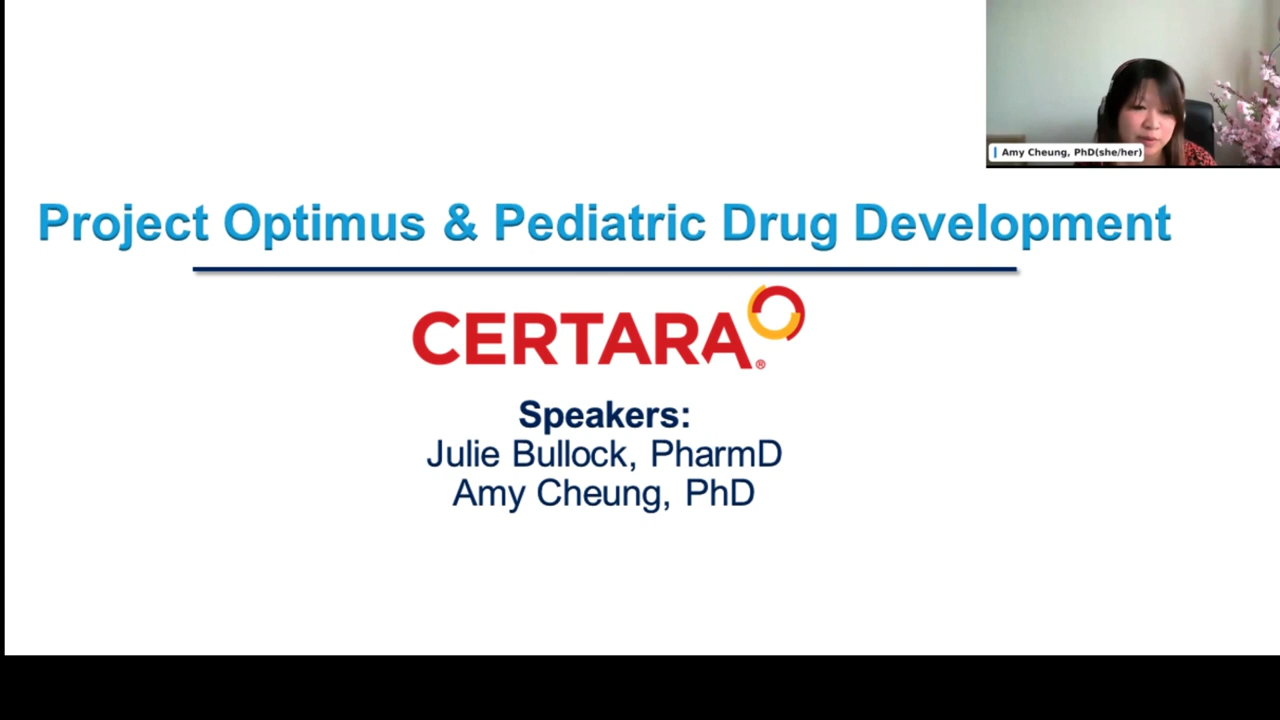 Amy Cheung, PhD(she/her)
Project Optimus & Pediatric Drug Development
CERTARA®
Speakers:
Julie Bullock, PharmD
Amy Cheung, PhD